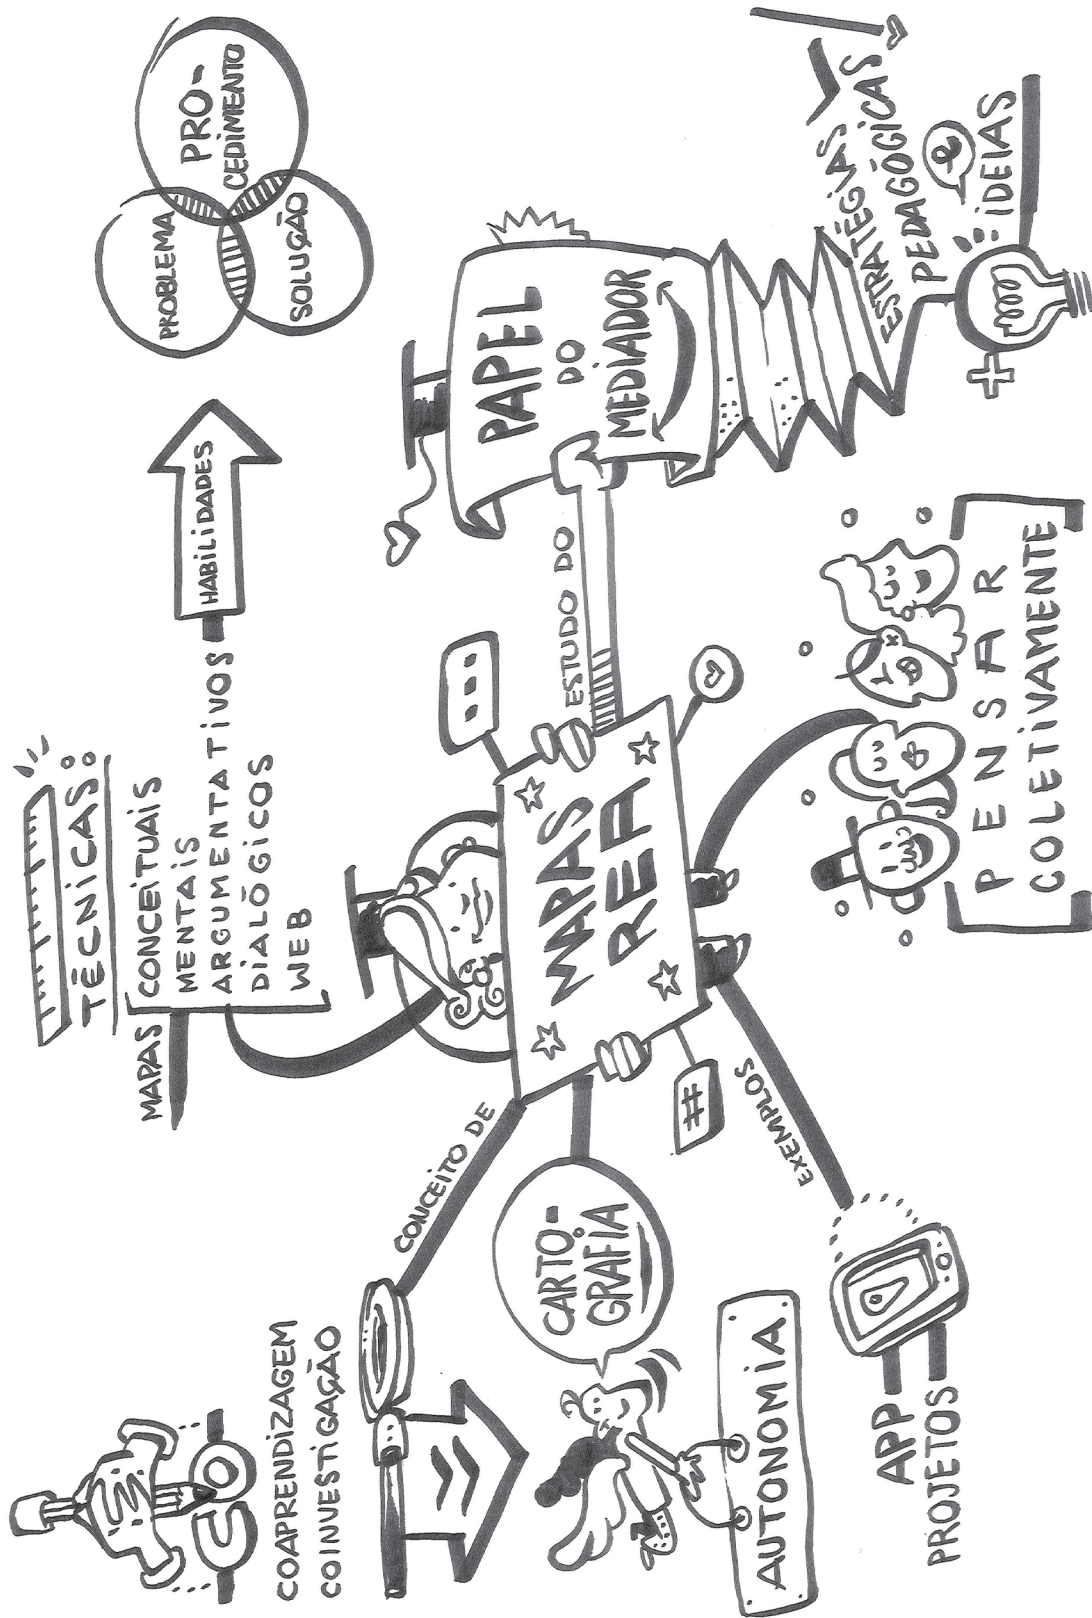 CO
COAPRENDIZAGEM
COINVESTIGAÇÃO
CONCEITO DE
TÉCNICAS:
MAPAS
CONCEITUAIS
MENTAIS
ARGUMENTATIVOS
DIALÓGICOS
WEB
HABILIDADES
PROBLEMA
PRO-
CEDIMENTO
SOLUÇÃO
CARTO-
GRAFIA
AUTONOMIA
MAPAS
REA
...
#
ESTUDO DO
PAPEL
DO
MEDIADOR
EXEMPLOS
APP
PROJETOS
PENSAR
COLETIVAMENTE
ESTRATÉGIAS
PEDAGÓGICAS
e
+ IDEIAS